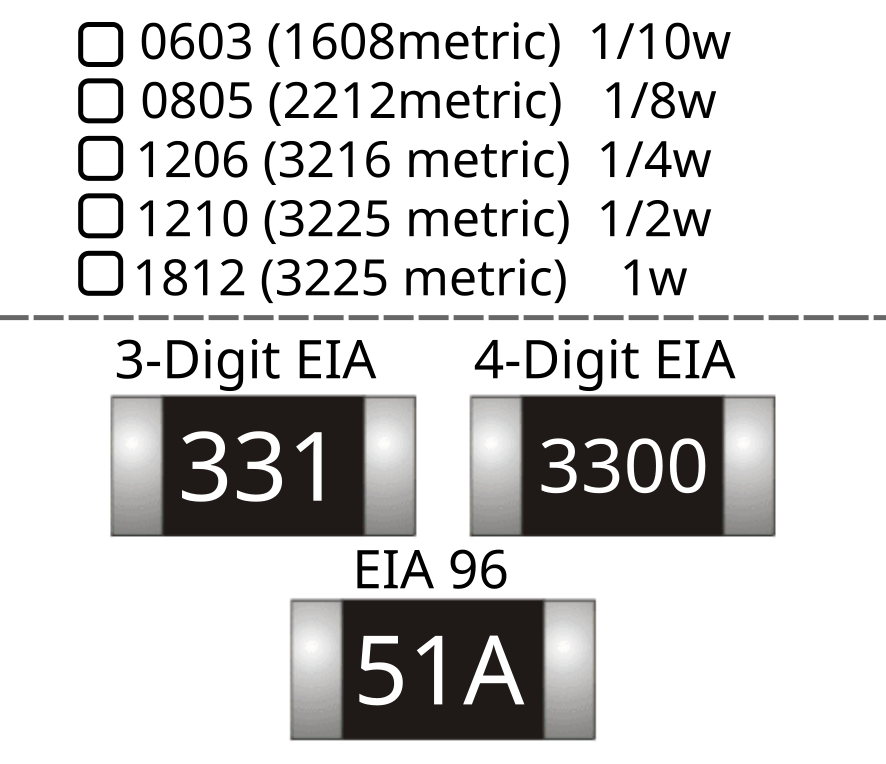 0603 (1608metric) 1/10w
0805 (2212metric) 1/8w
1206 (3216 metric) 1/4w
1210 (3225 metric) 1/2w
1812 (3225 metric) 1w
3-Digit EIA 4-Digit EIA
331 3300
EIA 96
51A